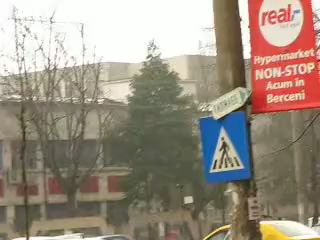 real,-
Hypermarket
NON-STOP
Acum in
Berceni